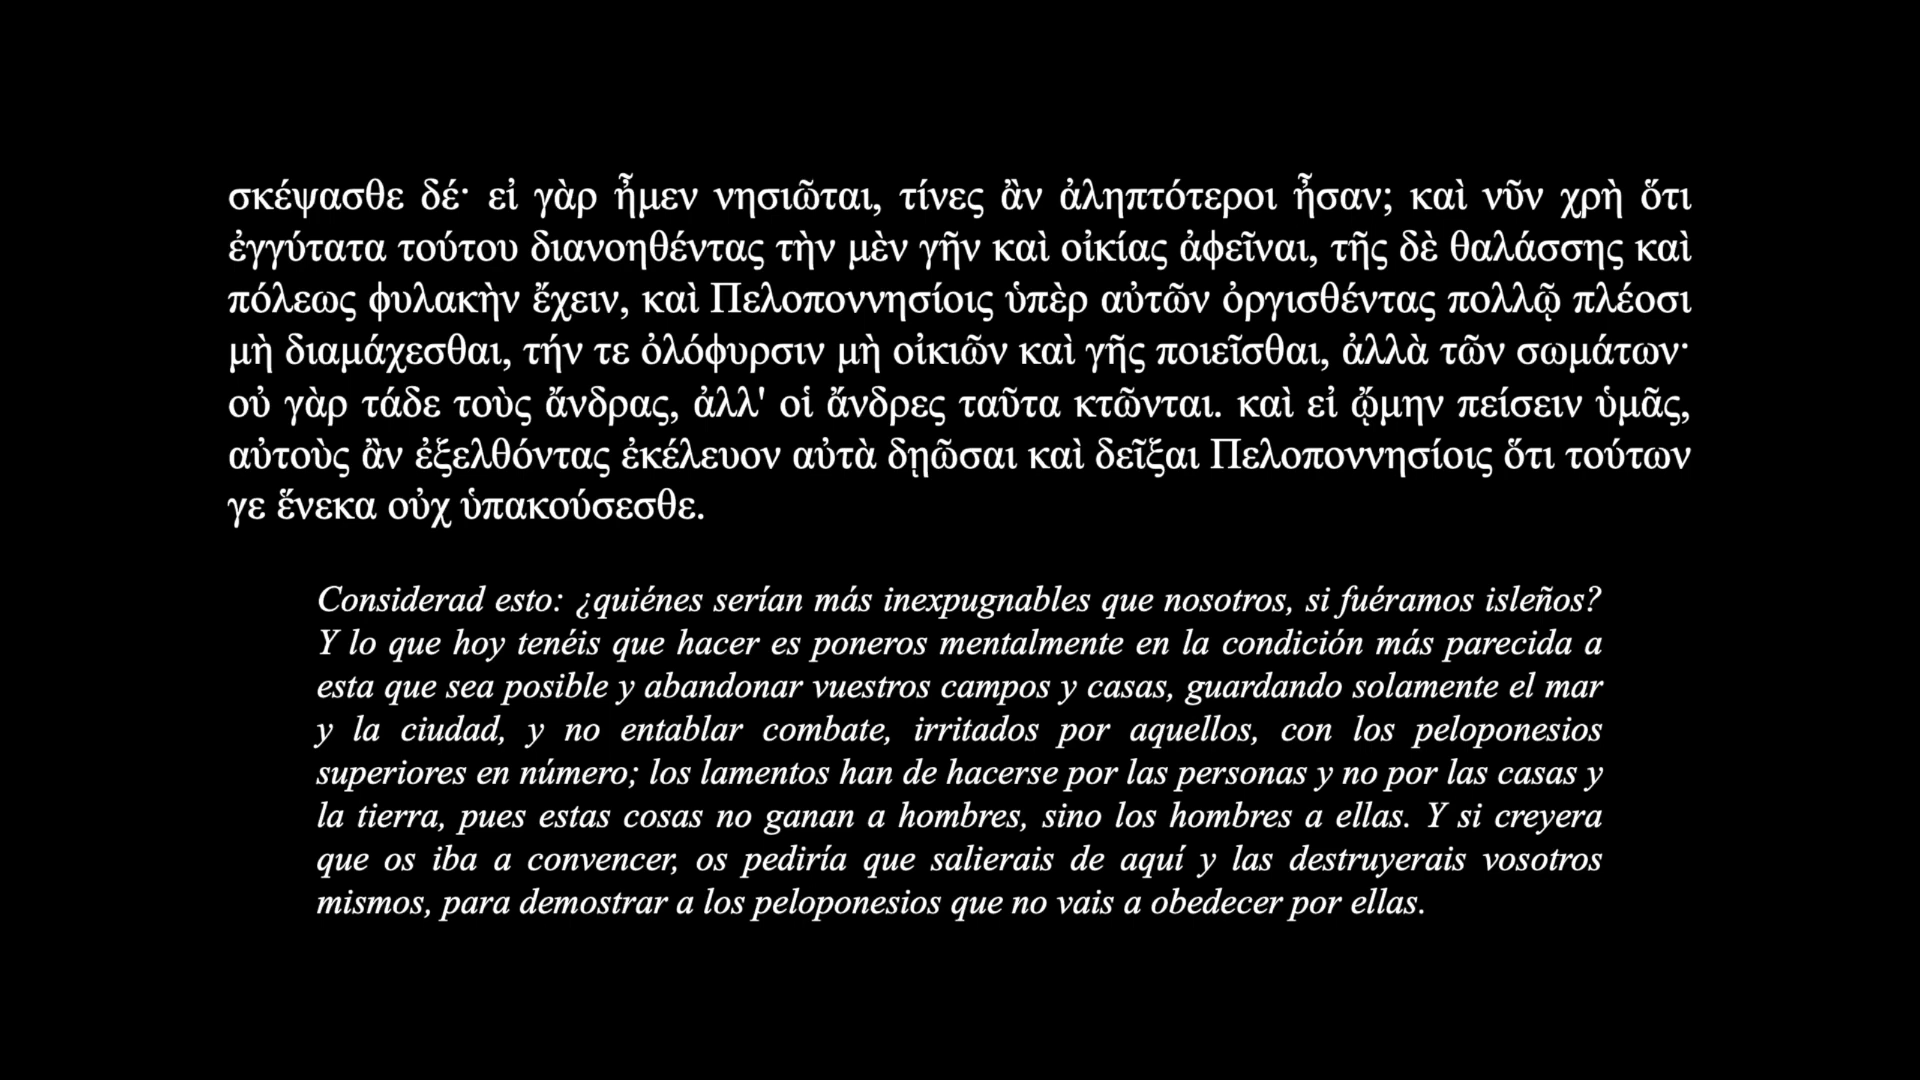 σκέψασθε δέ· εἰ γὰρ ἦμεν νησιῶται, τίνες ἂν ἀληπτότεροι ἦσαν; καὶ νῦν χρὴ ὅτι
ἐγγύτατα τούτου διανοηθέντας τὴν μὲν γῆν καὶ οἰκίας ἀφεῖναι, τῆς δὲ θαλάσσης καὶ
πόλεως φυλακὴν ἔχειν, καὶ Πελοποννησίοις ὑπὲρ αὐτῶν ὀργισθέντας πολλῷ πλέοσι
μὴ διαμάχεσθαι, τήν τε ὀλόφυρσιν μὴ οἰκιῶν καὶ γῆς ποιεῖσθαι, ἀλλὰ τῶν σωμάτων·
οὐ γὰρ τάδε τοὺς ἄνδρας, ἀλλ' οἱ ἄνδρες ταῦτα κτῶνται. καὶ εἰ ᾤμην πείσειν ὑμᾶς,
αὐτοὺς ἂν ἐξελθόντας ἐκέλευον αὐτὰ δῃῶσαι καὶ δεῖξαι Πελοποννησίοις ὅτι τούτων
γε ἕνεκα οὐχ ὑπακούσεσθε.
Considerad esto: ¿quiénes serían más inexpugnables que nosotros, si fuéramos isleños?
Y lo que hoy tenéis que hacer es poneros mentalmente en la condición más parecida a
esta que sea posible y abandonar vuestros campos y casas, guardando solamente el mar
y la ciudad, y no entablar combate, irritados por aquellos, con los peloponesios
superiores en número; los lamentos han de hacerse por las personas y no por las casas y
la tierra, pues estas cosas no ganan a hombres, sino los hombres a ellas. Y si creyera
que os iba a convencer, os pediría que salierais de aquí y las destruyerais vosotros
mismos, para demostrar a los peloponesios que no vais a obedecer por ellas.